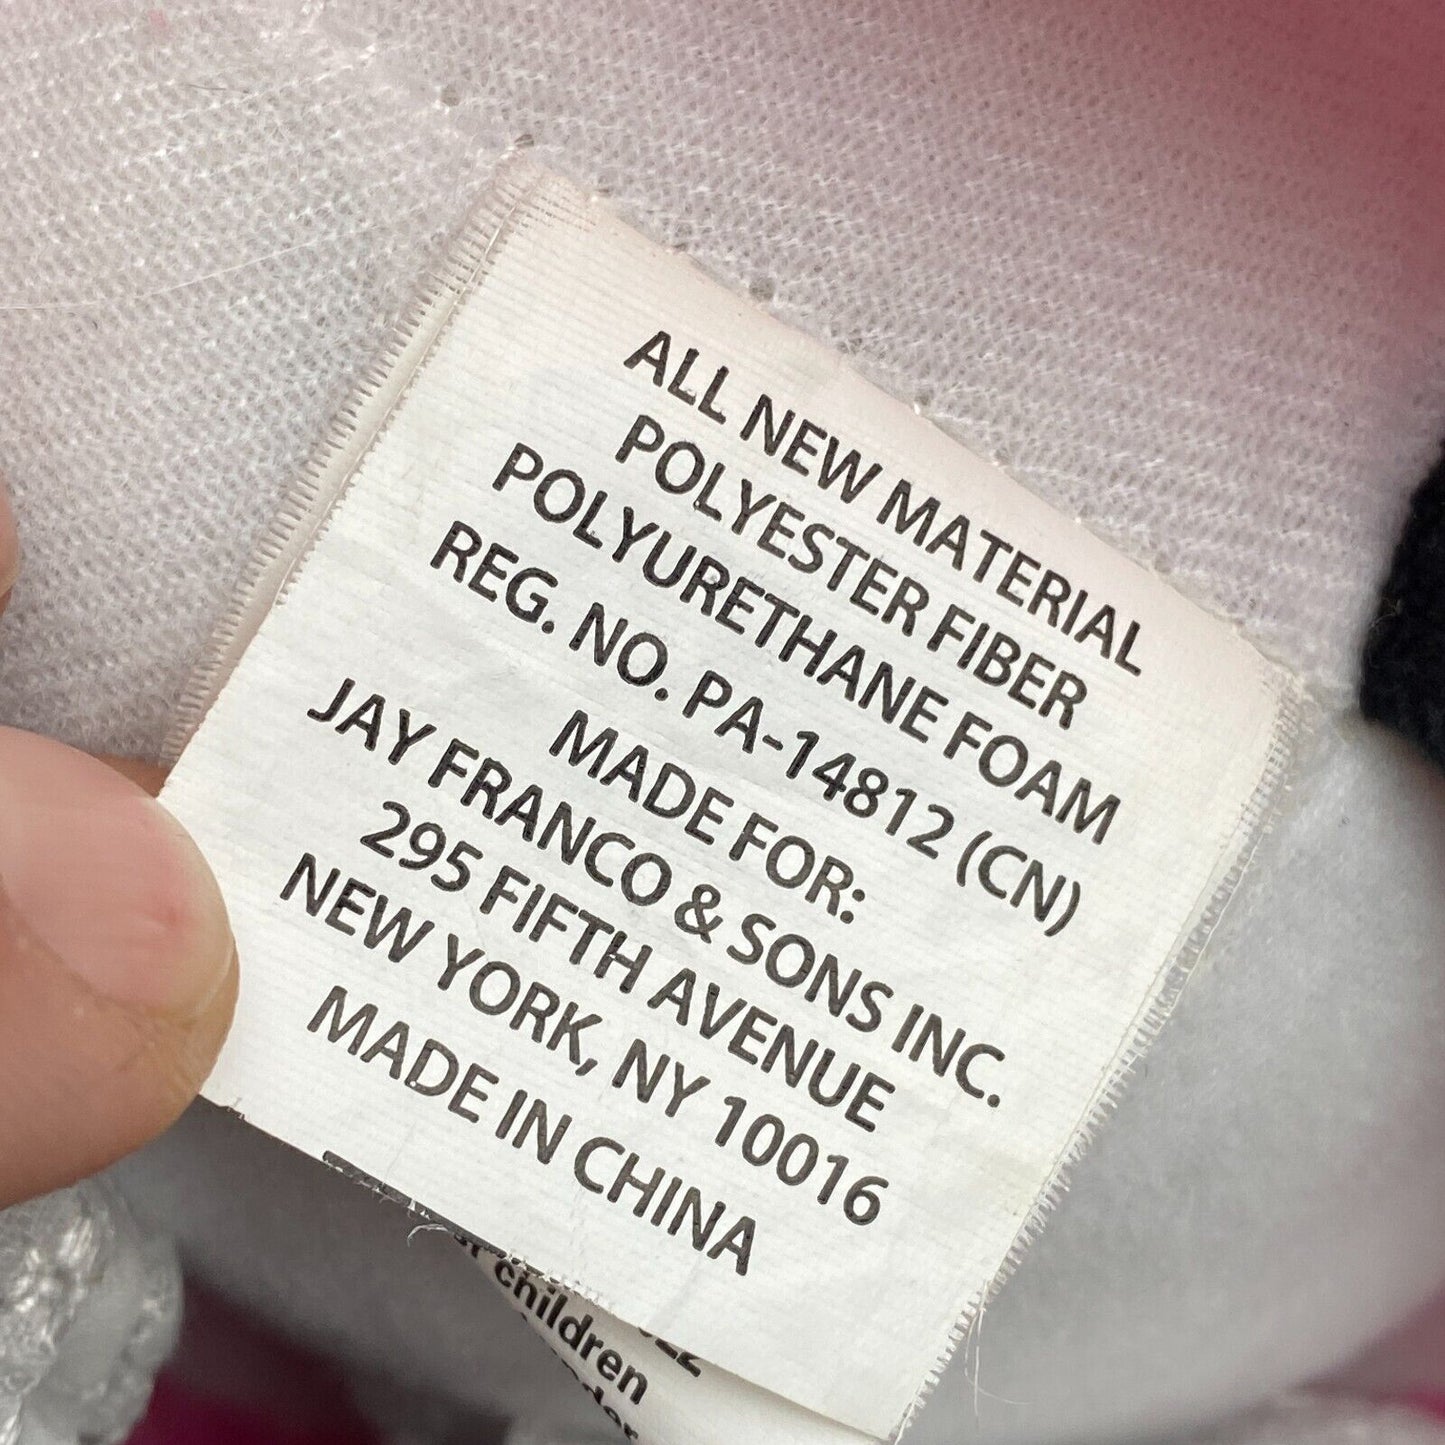 ALL NEW MATERIAL
POLYESTER FIBER
POLYURETHANE FOAM
REG. NO. PA-14812 (CN)
MADE FOR:
JAY FRANCO & SONS INC.
295 FIFTH AVENUE
NEW YORK, NY 10016
MADE IN CHINA
children